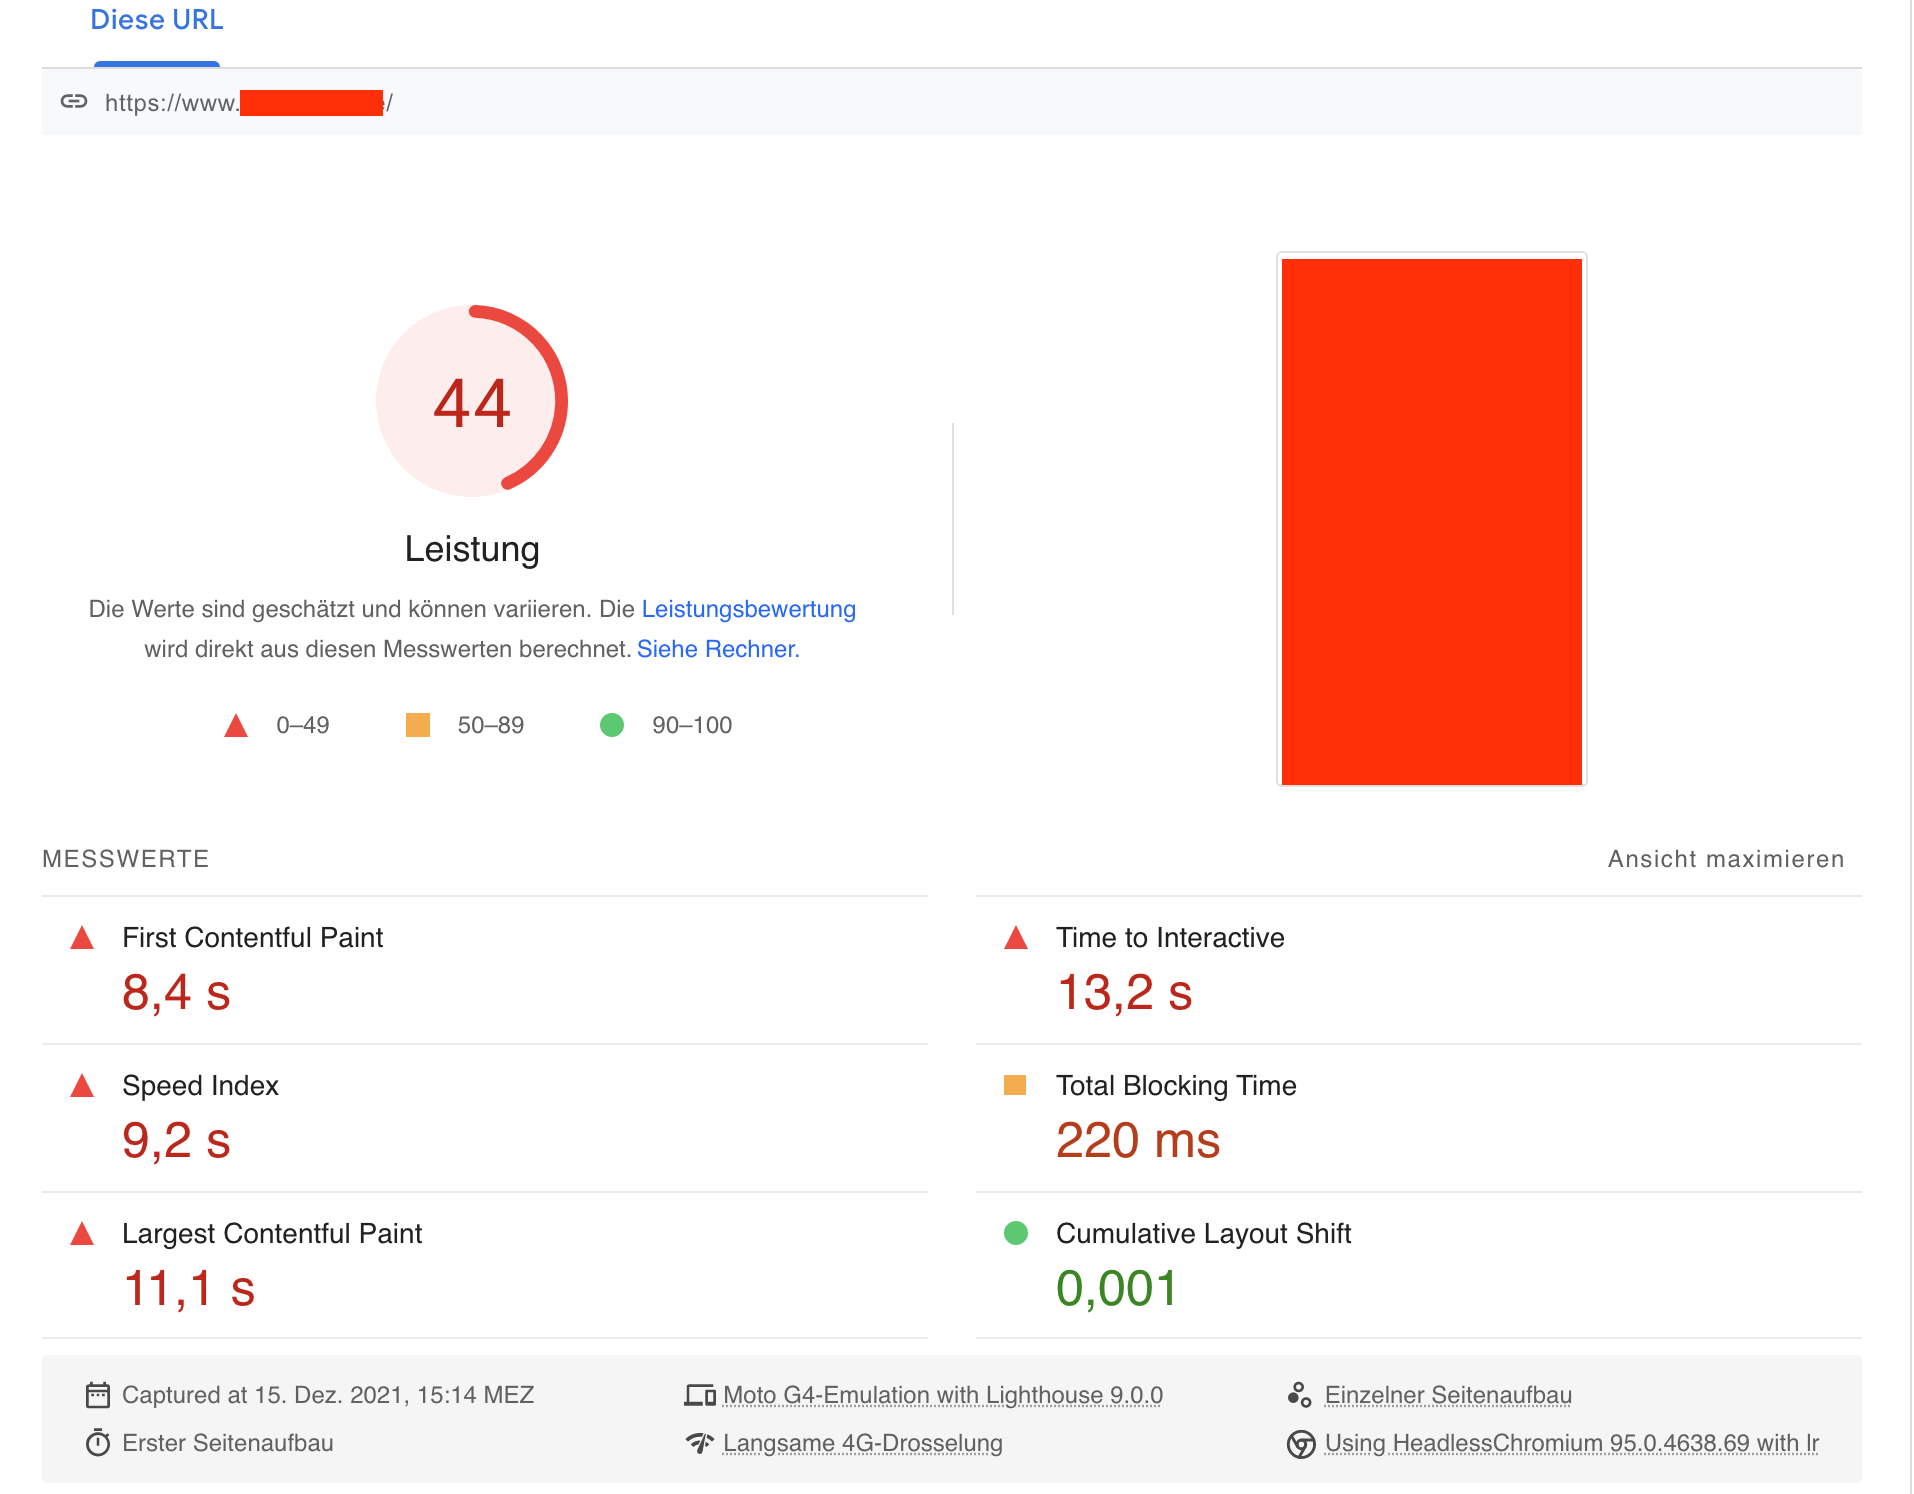 Diese URL
https://www.
/
44
Leistung
Die Werte sind geschätzt und können variieren. Die Leistungsbewertung
wird direkt aus diesen Messwerten berechnet. Siehe Rechner.
0–49 50–89 90–100
MESSWERTE
Ansicht maximieren
First Contentful Paint
8,4 s
Time to Interactive
13,2 s
Speed Index
9,2 s
Total Blocking Time
220 ms
Largest Contentful Paint
11,1 s
Cumulative Layout Shift
0,001
Captured at 15. Dez. 2021, 15:14 MEZ
Moto G4-Emulation with Lighthouse 9.0.0
Einzelner Seitenaufbau
Erster Seitenaufbau
Langsame 4G-Drosselung
Using HeadlessChromium 95.0.4638.69 with lr